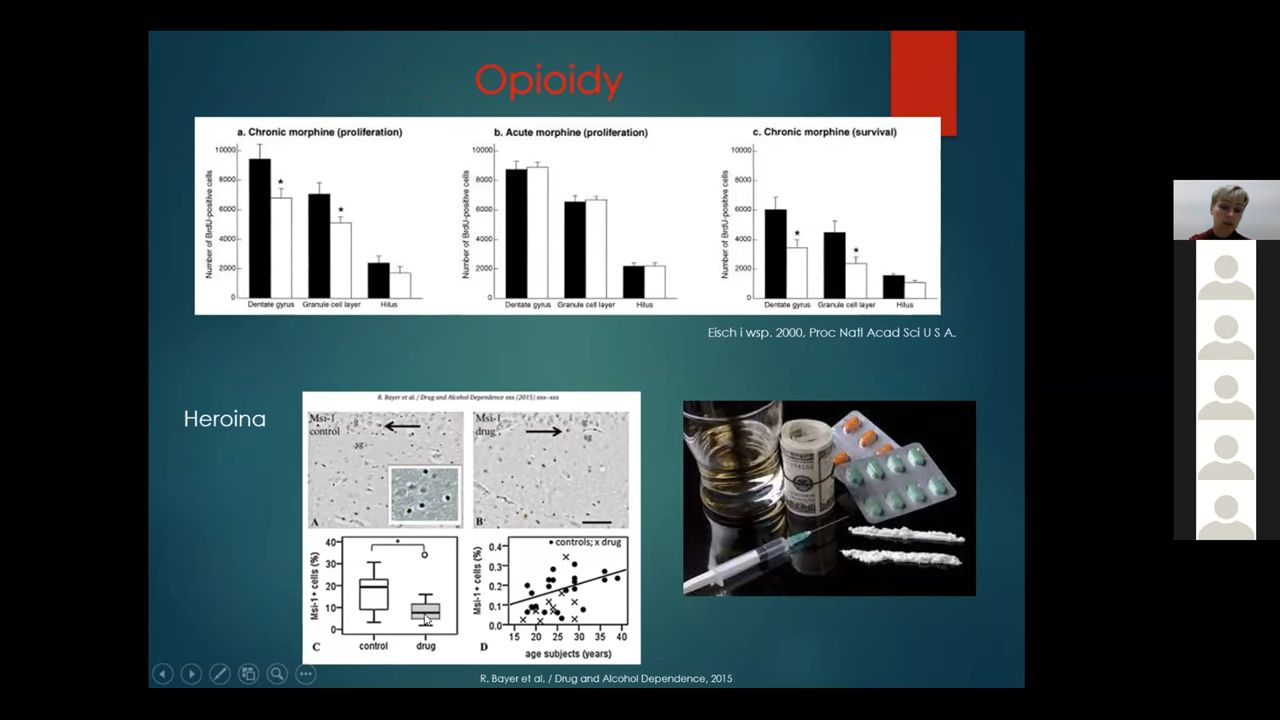 Opioidy
a. Chronic morphine (proliferation)
Number of BrdU-positive cells
10000
8000
6000
4000
2000
0
*
*
Dentate gyrus Granule cell layer Hilus
b. Acute morphine (proliferation)
Number of BrdU-positive cells
10000
8000
6000
4000
2000
0
Dentate gyrus Granule cell layer Hilus
c. Chronic morphine (survival)
Number of BrdU-positive cells
10000
8000
6000
4000
2000
0
*
*
Dentate gyrus Granule cell layer Hilus
Eisch i wsp. 2000, Proc Natl Acad Sci U S A.
Heroina
R. Bayer et al. / Drug and Alcohol Dependence xxx (2015) xxx–xxx
Msi-1
control
g
sg
A
Msi-1
drug
g
sg
B
Msi-1+ cells (%)
40
30
20
10
0
*
control drug
C
Msi-1+ cells (%)
0.4
0.3
0.2
0.1
0.0
• controls; x drug
15 20 25 30 35 40
age subjects (years)
D
R. Bayer et al. / Drug and Alcohol Dependence, 2015